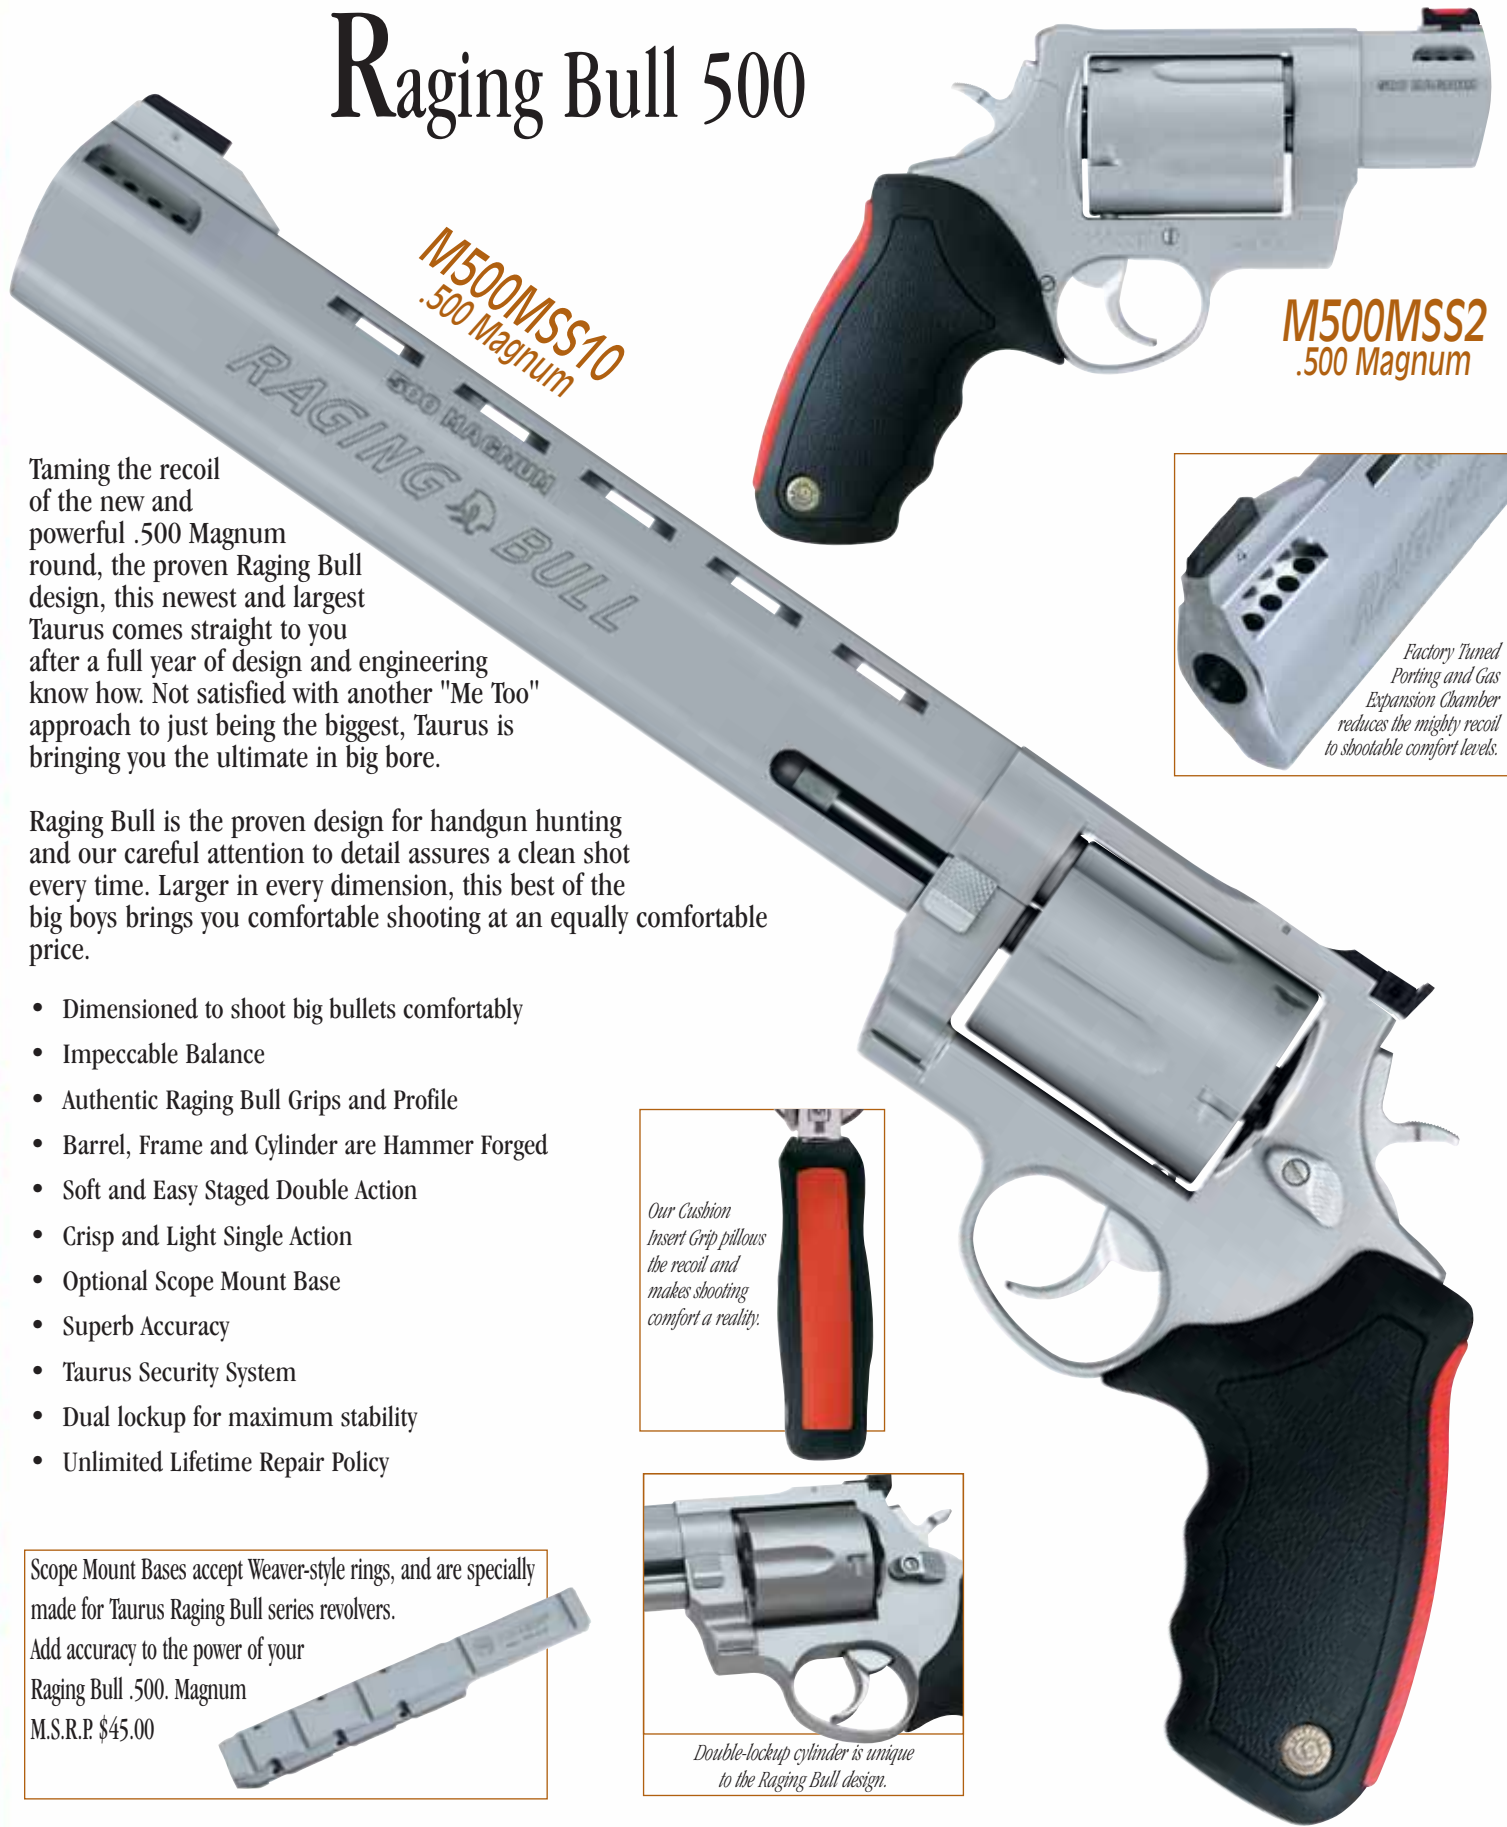 Raging Bull 500
500 MAGNUM
M500MSS10
.500 Magnum
M500MSS2
.500 Magnum
500 MAGNUM
RAGING BULL
Taming the recoil
of the new and
powerful .500 Magnum
round, the proven Raging Bull
design, this newest and largest
Taurus comes straight to you
after a full year of design and engineering
know how. Not satisfied with another "Me Too"
approach to just being the biggest, Taurus is
bringing you the ultimate in big bore.
Raging Bull is the proven design for handgun hunting
and our careful attention to detail assures a clean shot
every time. Larger in every dimension, this best of the
big boys brings you comfortable shooting at an equally comfortable
price.
• Dimensioned to shoot big bullets comfortably
• Impeccable Balance
• Authentic Raging Bull Grips and Profile
• Barrel, Frame and Cylinder are Hammer Forged
• Soft and Easy Staged Double Action
• Crisp and Light Single Action
• Optional Scope Mount Base
• Superb Accuracy
• Taurus Security System
• Dual lockup for maximum stability
• Unlimited Lifetime Repair Policy
Factory Tuned
Porting and Gas
Expansion Chamber
reduces the mighty recoil
to shootable comfort levels.
Our Cushion
Insert Grip pillows
the recoil and
makes shooting
comfort a reality.
Scope Mount Bases accept Weaver-style rings, and are specially
made for Taurus Raging Bull series revolvers.
Add accuracy to the power of your
Raging Bull .500. Magnum
M.S.R.P. $45.00
Double-lockup cylinder is unique
to the Raging Bull design.